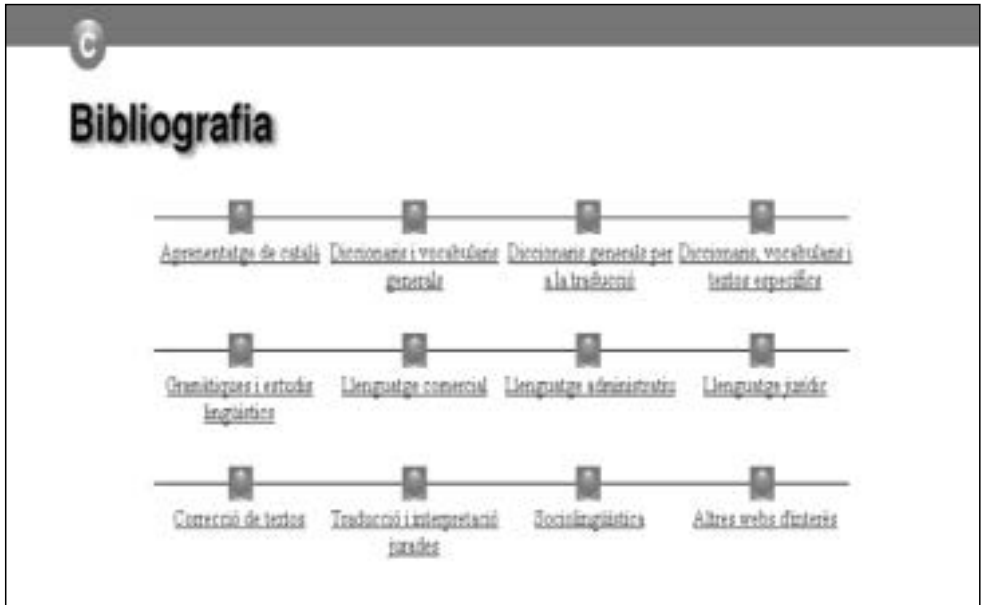 C
Bibliografia
Aprenentatge de català Diccionaris i vocabularis Diccionaris generals per Diccionaris, vocabularis i
generals a la traducció textos específics
Gramàtiques i estudis Llenguatge comercial Llenguatge administratiu Llenguatge jurídic
lingüístics
Correcció de textos Traducció i interpretació Sociolingüística Altres webs d'interès
jurades